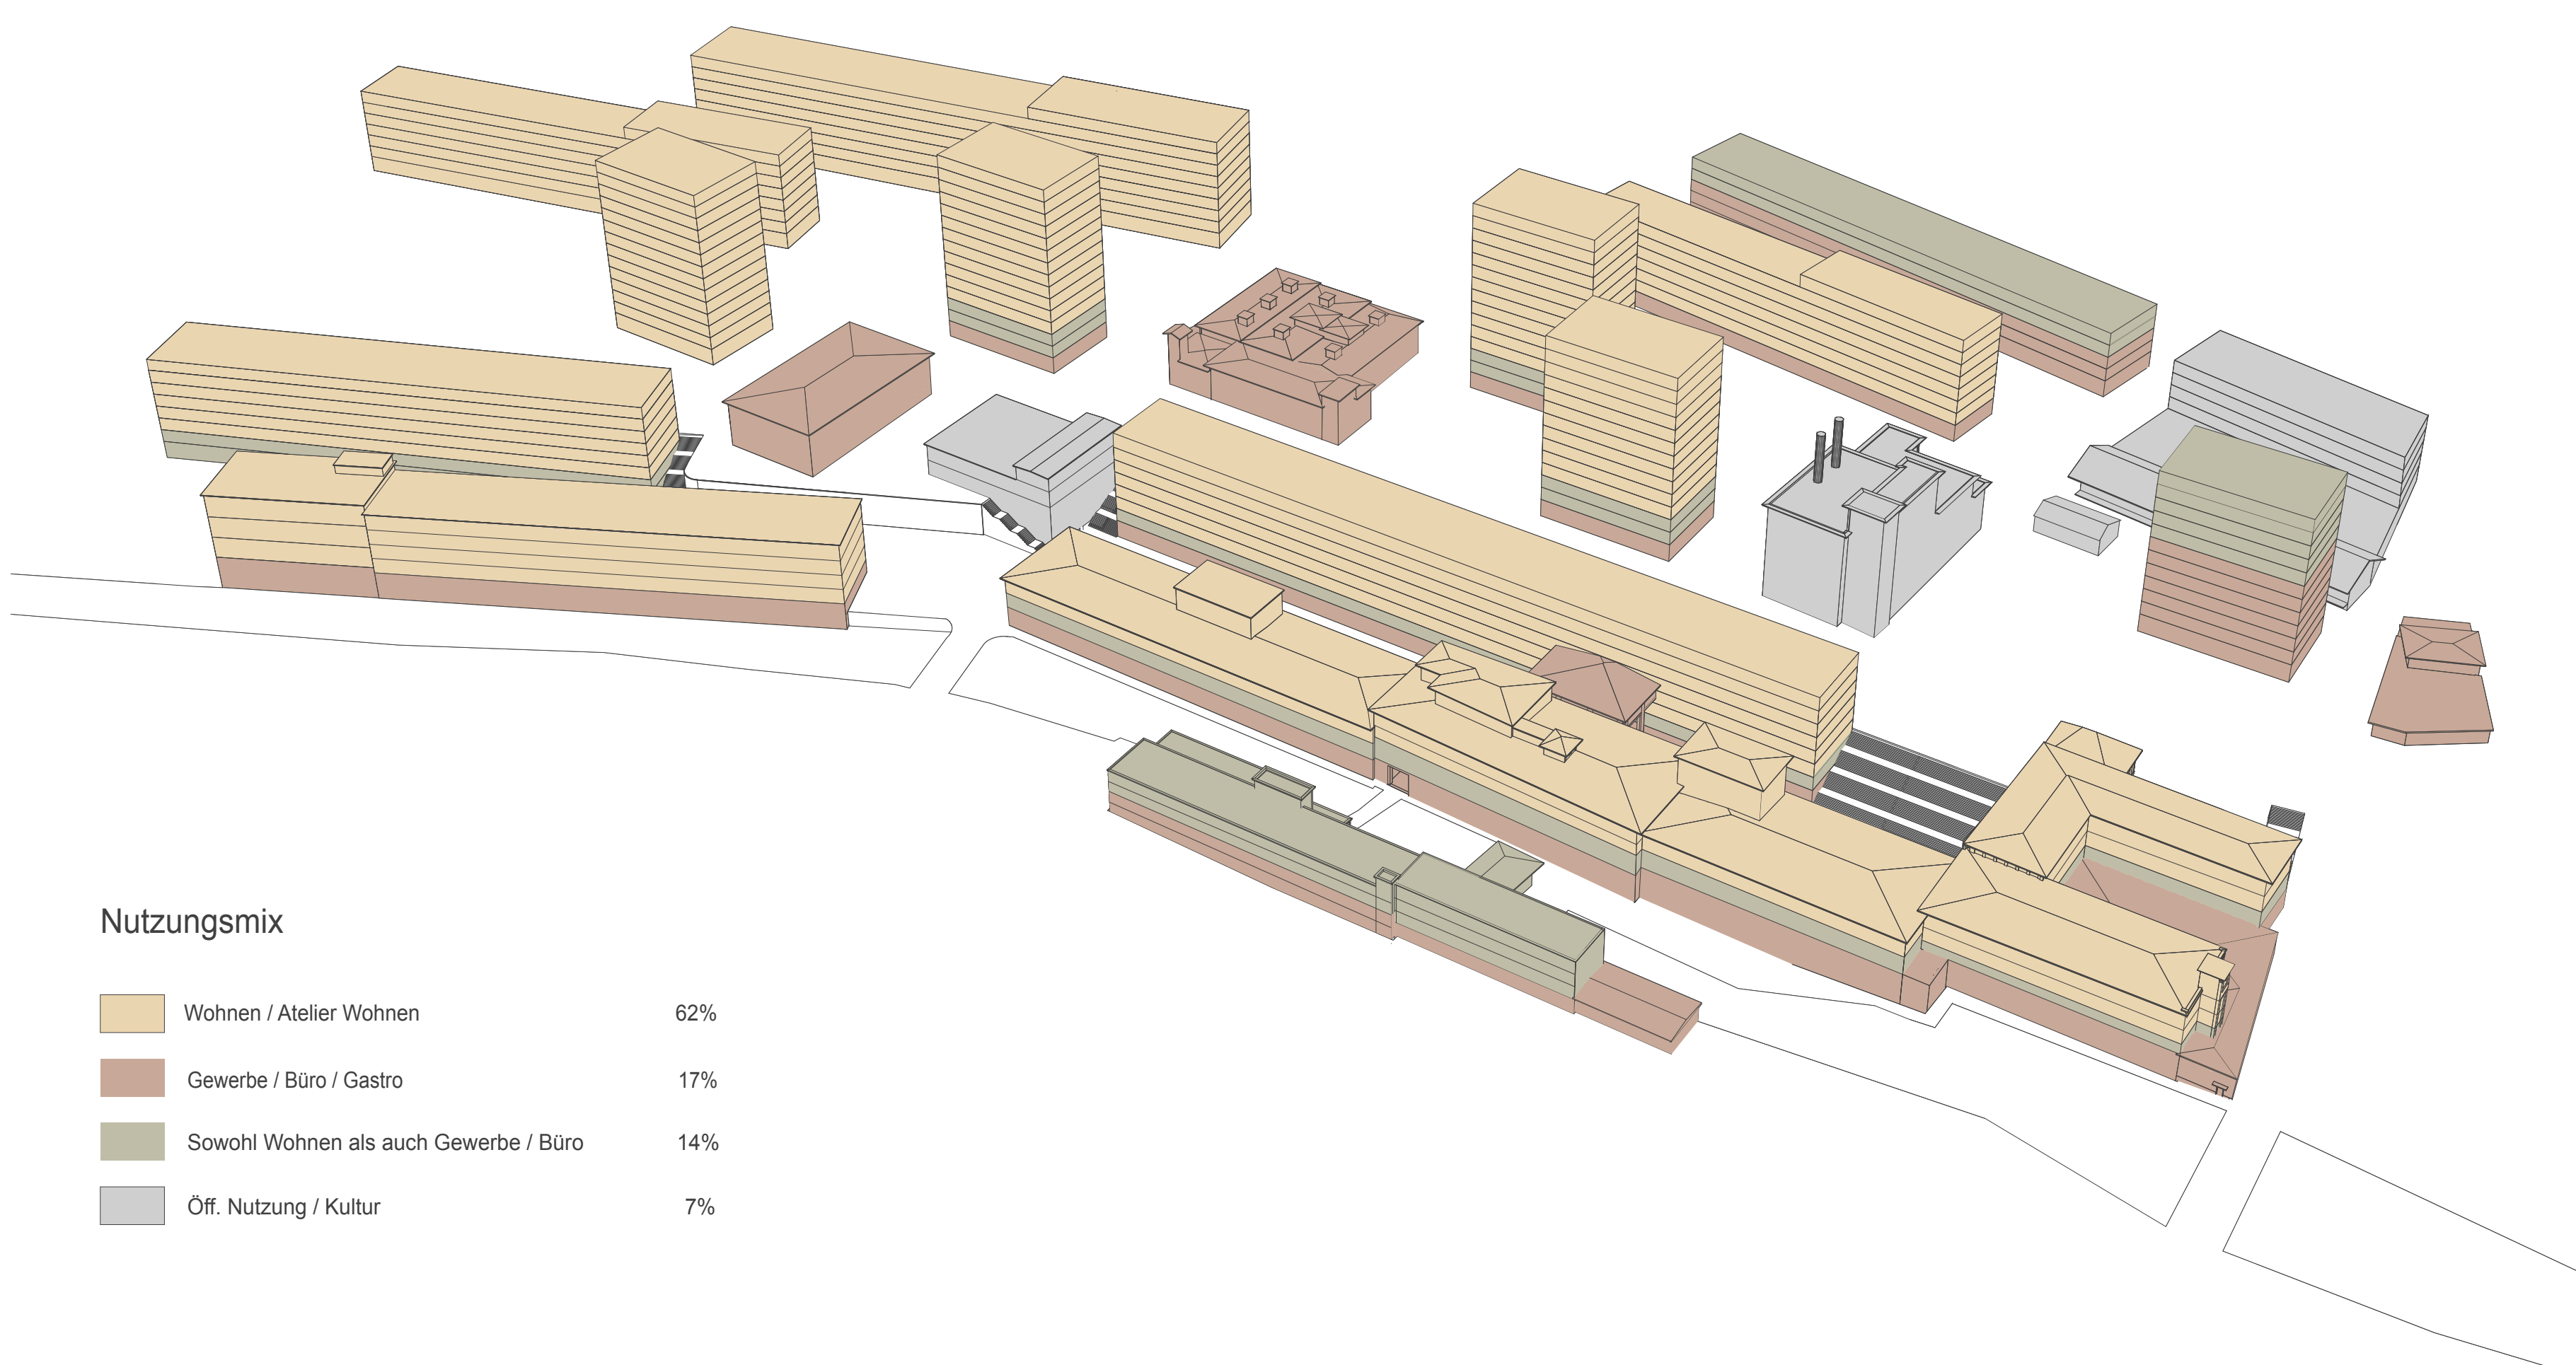 Nutzungsmix
Wohnen / Atelier Wohnen 62%
Gewerbe / Büro / Gastro 17%
Sowohl Wohnen als auch Gewerbe / Büro 14%
Öff. Nutzung / Kultur 7%